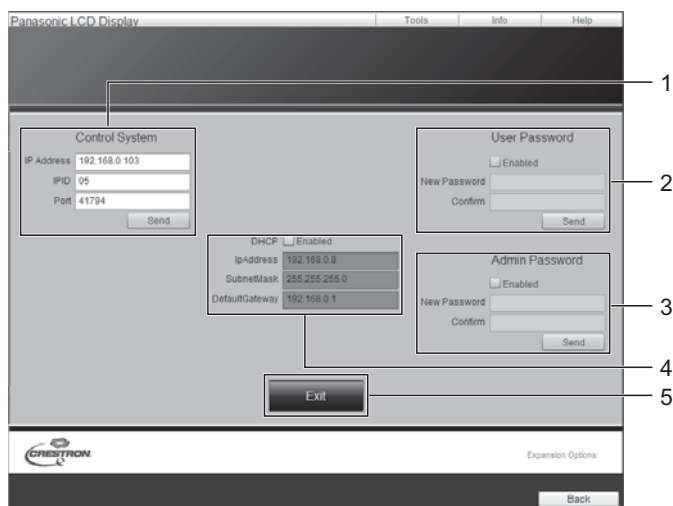 Panasonic LCD Display
Tools Info Help
1
Control System
IP Address 192.168.0.103
IPID 05
Port 41794
Send
User Password
Enabled
New Password
Confirm
Send
2
DHCP Enabled
IpAddress 192.168.0.8
SubnetMask 255.255.255.0
DefaultGateway 192.168.0.1
Admin Password
Enabled
New Password
Confirm
Send
3
4
Exit
5
CRESTRON
Expansion Options
Back